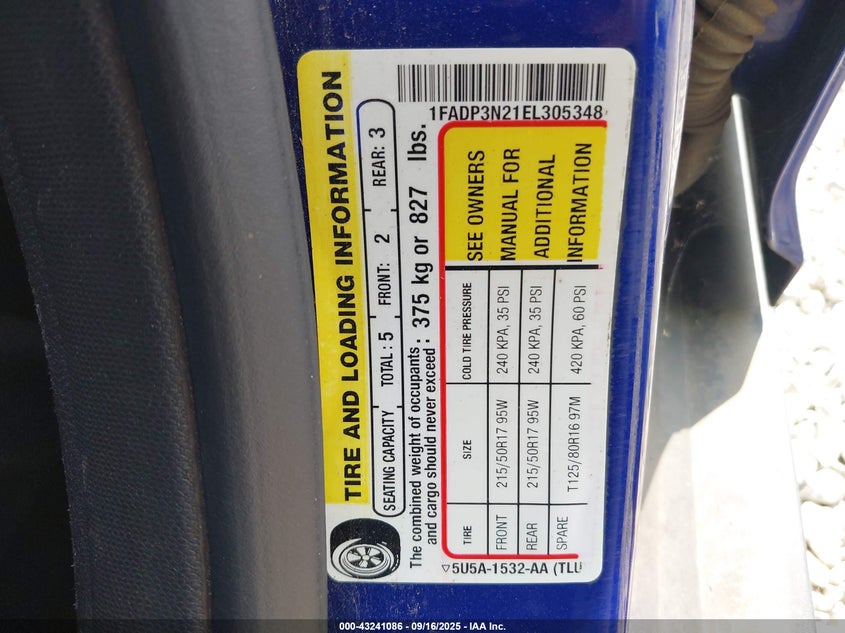 1FADP3N21EL305348
TIRE AND LOADING INFORMATION
SEATING CAPACITY TOTAL : 5 FRONT: 2 REAR: 3
The combined weight of occupants
and cargo should never exceed : 375 kg or 827 lbs.
TIRE SIZE COLD TIRE PRESSURE SEE OWNERS
FRONT 215/50R17 95W 240 KPA, 35 PSI MANUAL FOR
REAR 215/50R17 95W 240 KPA, 35 PSI ADDITIONAL
SPARE T125/80R16 97M 420 KPA, 60 PSI INFORMATION
5U5A-1532-AA (TLU
000-43241086 - 09/16/2025 - IAA Inc.